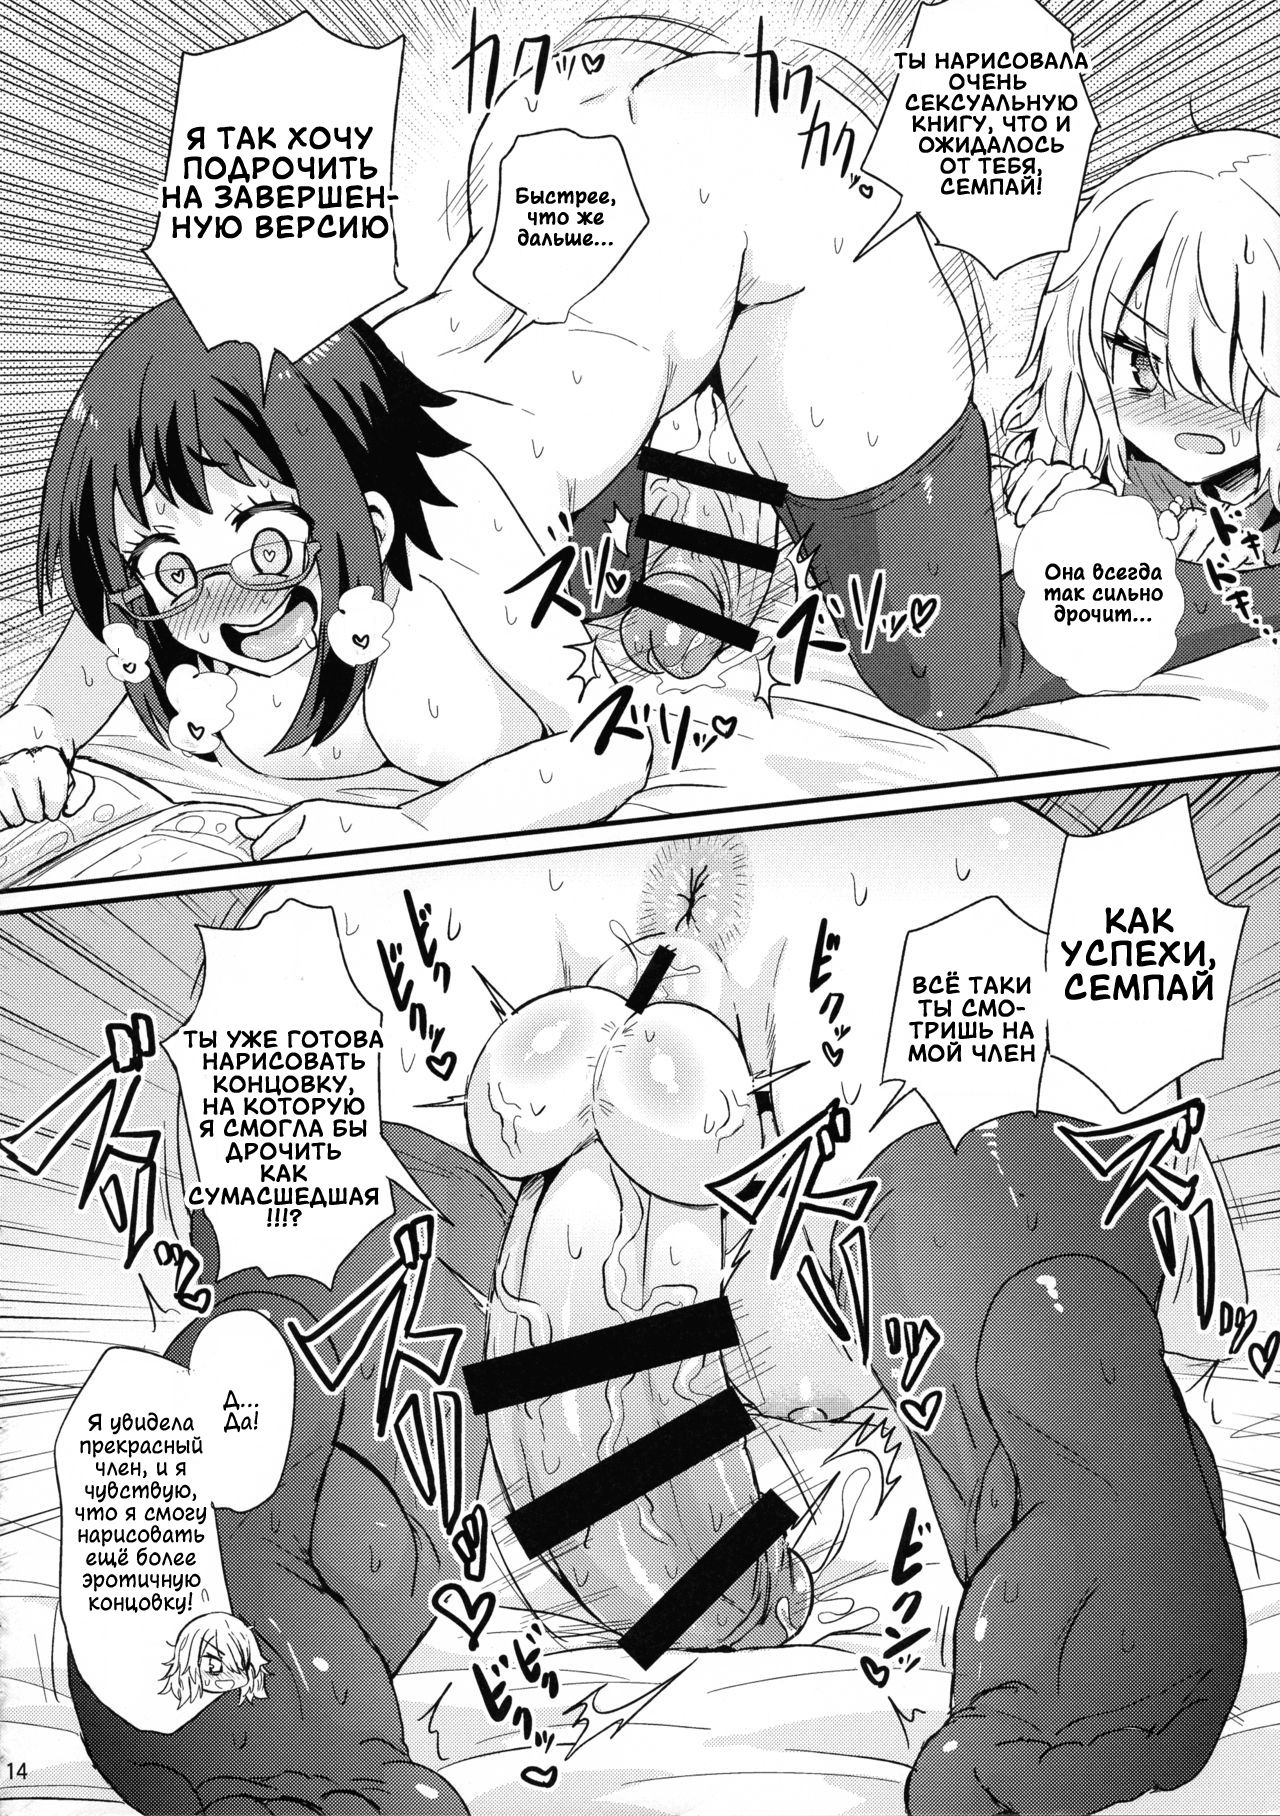 ТЫ НАРИСОВАЛА
ОЧЕНЬ
СЕКСУАЛЬНУЮ
КНИГУ, ЧТО И
ОЖИДАЛОСЬ
ОТ ТЕБЯ,
СЕМПАЙ!
Я ТАК ХОЧУ
ПОДРОЧИТЬ
НА ЗАВЕРШЕН-
НУЮ ВЕРСИЮ
Быстрее,
что же
дальше...
Она всегда
так сильно
дрочит...
КАК
УСПЕХИ,
СЕМПАЙ
ВСЁ ТАКИ
ТЫ СМО-
ТРИШЬ НА
МОЙ ЧЛЕН
ТЫ УЖЕ ГОТОВА
НАРИСОВАТЬ
КОНЦОВКУ,
НА КОТОРУЮ
Я СМОГЛА БЫ
ДРОЧИТЬ
КАК
СУМАСШЕДШАЯ
!!!?
Д...
Да!
Я увидела
прекрасный
член, и я
чувствую,
что я смогу
нарисовать
ещё более
эротичную
концовку!
14